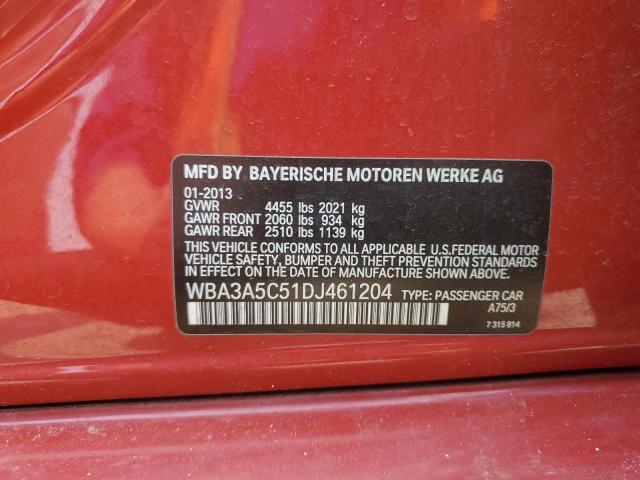 MFD BY BAYERISCHE MOTOREN WERKE AG
01-2013
GVWR 4455 lbs 2021 kg
GAWR FRONT 2060 lbs 934 kg
GAWR REAR 2510 lbs 1139 kg
THIS VEHICLE CONFORMS TO ALL APPLICABLE U.S.FEDERAL MOTOR
VEHICLE SAFETY, BUMPER AND THEFT PREVENTION STANDARDS IN
EFFECT ON THE DATE OF MANUFACTURE SHOWN ABOVE.
WBA3A5C51DJ461204 TYPE: PASSENGER CAR
A75/3
7 315 814